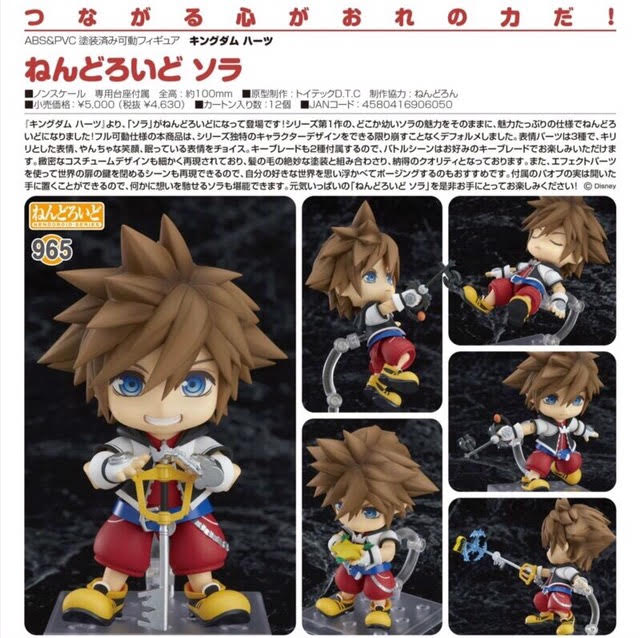 つながる心がおれの力だ!
ABS&PVC 塗装済み可動フィギュア キングダム ハーツ
ねんどろいど ソラ
■ノンスケール 専用台座付属 全高:約100mm ■原型制作:トイテックD.T.C 制作協力:ねんどろん
■小売価格:￥5,000(税抜 ￥4,630) ■カートン入り数:12個 ■JANコード:4580416906050
『キングダム ハーツ』より、「ソラ」がねんどろいどになって登場です!シリーズ第1作の、どこか幼いソラの魅力をそのままに、魅力たっぷりの仕様でねんどろ
いどになりました!フル可動仕様の本商品は、シリーズ独特のキャラクターデザインをできる限り崩すことなくデフォルメしました。表情パーツは3種で、キリ
リとした表情、やんちゃな笑顔、眠っている表情をチョイス。キーブレードも2種付属するので、バトルシーンはお好みのキーブレードでお楽しみいただけま
す。緻密なコスチュームデザインも細かく再現されており、髪の毛の絶妙な塗装と組み合わさり、納得のクオリティとなっております。また、エフェクトパーツ
を使って世界の扉の鍵を閉めるシーンも再現できるので、自分の好きな世界を思い浮かべてポージングするのもおすすめです。付属のパオプの実は開いた
手に置くことができるので、何かに想いを馳せるソラも堪能できます。元気いっぱいの「ねんどろいど ソラ」を是非お手にとってお楽しみください! © Disney
ねんどろいど
NENDOROID SERIES
965